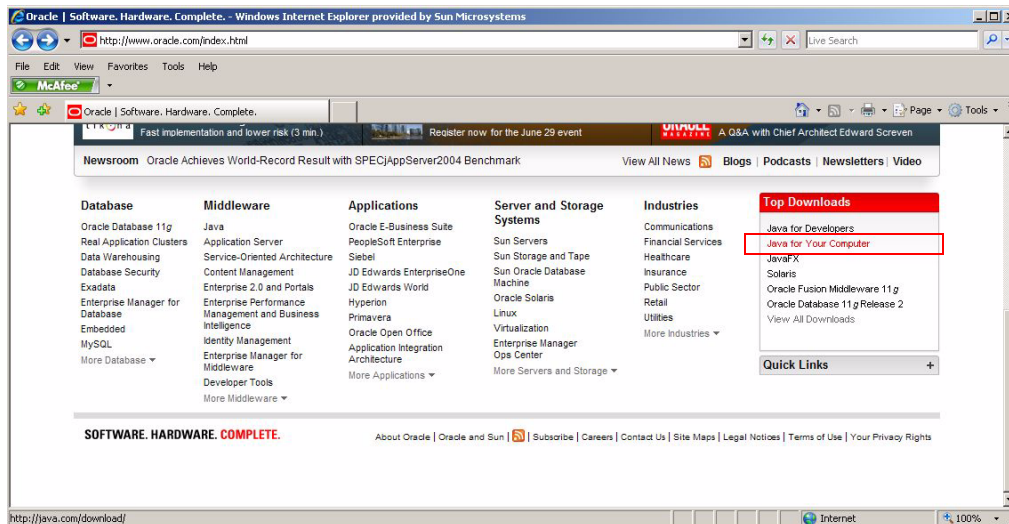 Oracle | Software. Hardware. Complete. - Windows Internet Explorer provided by Sun Microsystems
http://www.oracle.com/index.html
Live Search
File Edit View Favorites Tools Help
McAfee
Oracle | Software. Hardware. Complete.
Page Tools
Fast implementation and lower risk (3 min.)
Register now for the June 29 event
ORACLE MAGAZINE
A Q&A with Chief Architect Edward Screven
Newsroom Oracle Achieves World-Record Result with SPECjAppServer2004 Benchmark
View All News Blogs | Podcasts | Newsletters | Video
Database
Oracle Database 11g
Real Application Clusters
Data Warehousing
Database Security
Exadata
Enterprise Manager for
Database
Embedded
MySQL
More Database
Middleware
Java
Application Server
Service-Oriented Architecture
Content Management
Enterprise 2.0 and Portals
Enterprise Performance
Management and Business
Intelligence
Identity Management
Enterprise Manager for
Middleware
Developer Tools
More Middleware
Applications
Oracle E-Business Suite
PeopleSoft Enterprise
Siebel
JD Edwards EnterpriseOne
JD Edwards World
Hyperion
Primavera
Oracle Open Office
Application Integration
Architecture
More Applications
Server and Storage
Systems
Sun Servers
Sun Storage and Tape
Sun Oracle Database
Machine
Oracle Solaris
Linux
Virtualization
Enterprise Manager
Ops Center
More Servers and Storage
Industries
Communications
Financial Services
Healthcare
Insurance
Public Sector
Retail
Utilities
More Industries
Top Downloads
Java for Developers
Java for Your Computer
JavaFX
Solaris
Oracle Fusion Middleware 11g
Oracle Database 11g Release 2
View All Downloads
Quick Links +
SOFTWARE. HARDWARE. COMPLETE.
About Oracle | Oracle and Sun | Subscribe | Careers | Contact Us | Site Maps | Legal Notices | Terms of Use | Your Privacy Rights
http://java.com/download/
Internet
100%